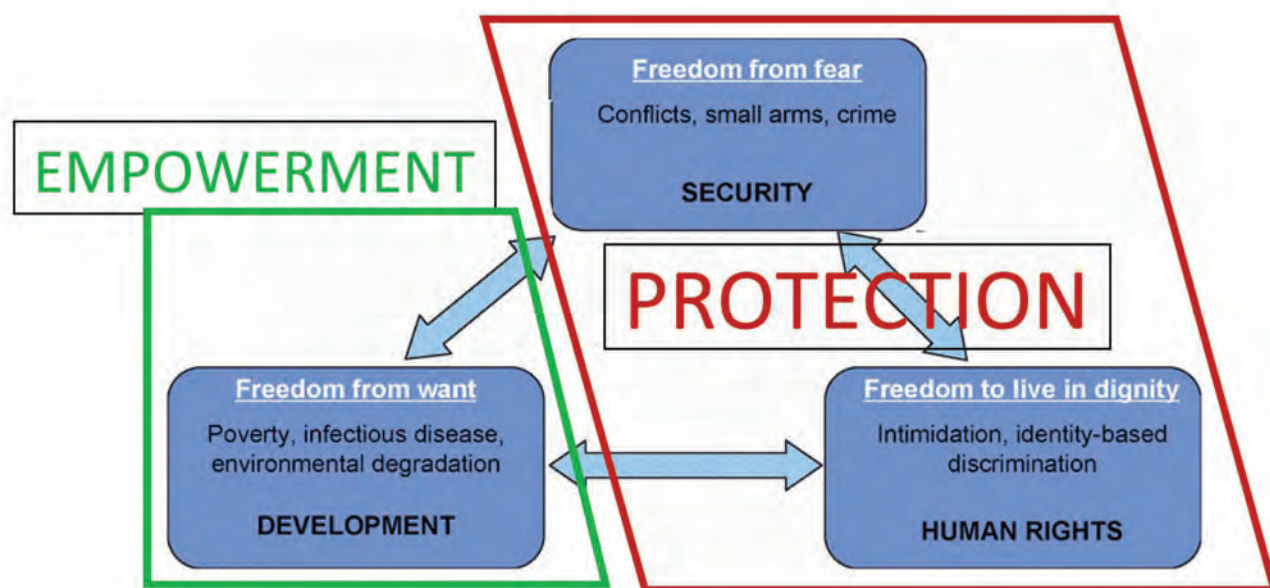 Freedom from fear
Conflicts, small arms, crime
SECURITY
EMPOWERMENT
PROTECTION
Freedom from want
Poverty, infectious disease,
environmental degradation
DEVELOPMENT
Freedom to live in dignity
Intimidation, identity-based
discrimination
HUMAN RIGHTS